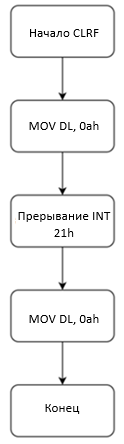 Начало CLRF
MOV DL, 0ah
Прерывание INT
21h
MOV DL, 0ah
Конец